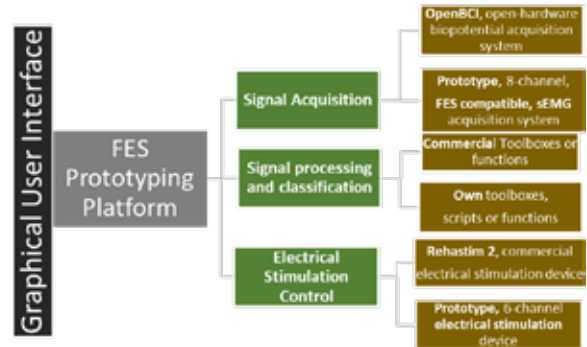 Graphical User Interface
FES
Prototyping
Platform
Signal Acquisition
OpenBCI, open-hardware
biopotential acquisition
system
Prototype, 8-channel,
FES compatible, sEMG
acquisition system
Signal processing
and classification
Commercial Toolboxes or
functions
Own toolboxes,
scripts or functions
Electrical
Stimulation
Control
Rehastim 2, commercial
electrical stimulation device
Prototype, 6-channel
electrical stimulation
device